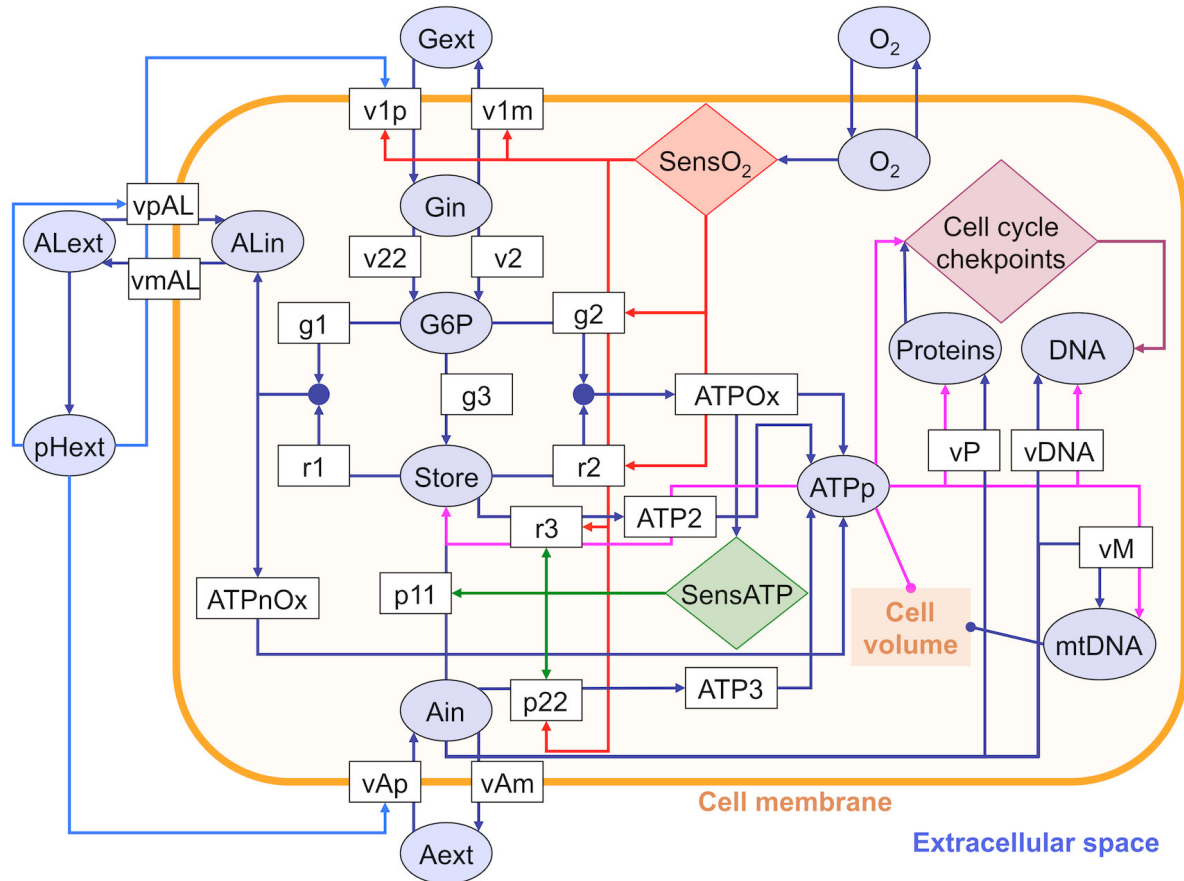 Gext
O₂
v1p
v1m
SensO₂
O₂
vpAL
Gin
ALext
ALin
Cell cycle
chekpoints
vmAL
v22
v2
g1
G6P
g2
Proteins
DNA
g3
ATPOx
pHext
r1
Store
r2
vP
vDNA
ATPp
r3
ATP2
vM
p11
SensATP
ATPnOx
Cell
volume
mtDNA
Ain
p22
ATP3
vAp
vAm
Cell membrane
Aext
Extracellular space